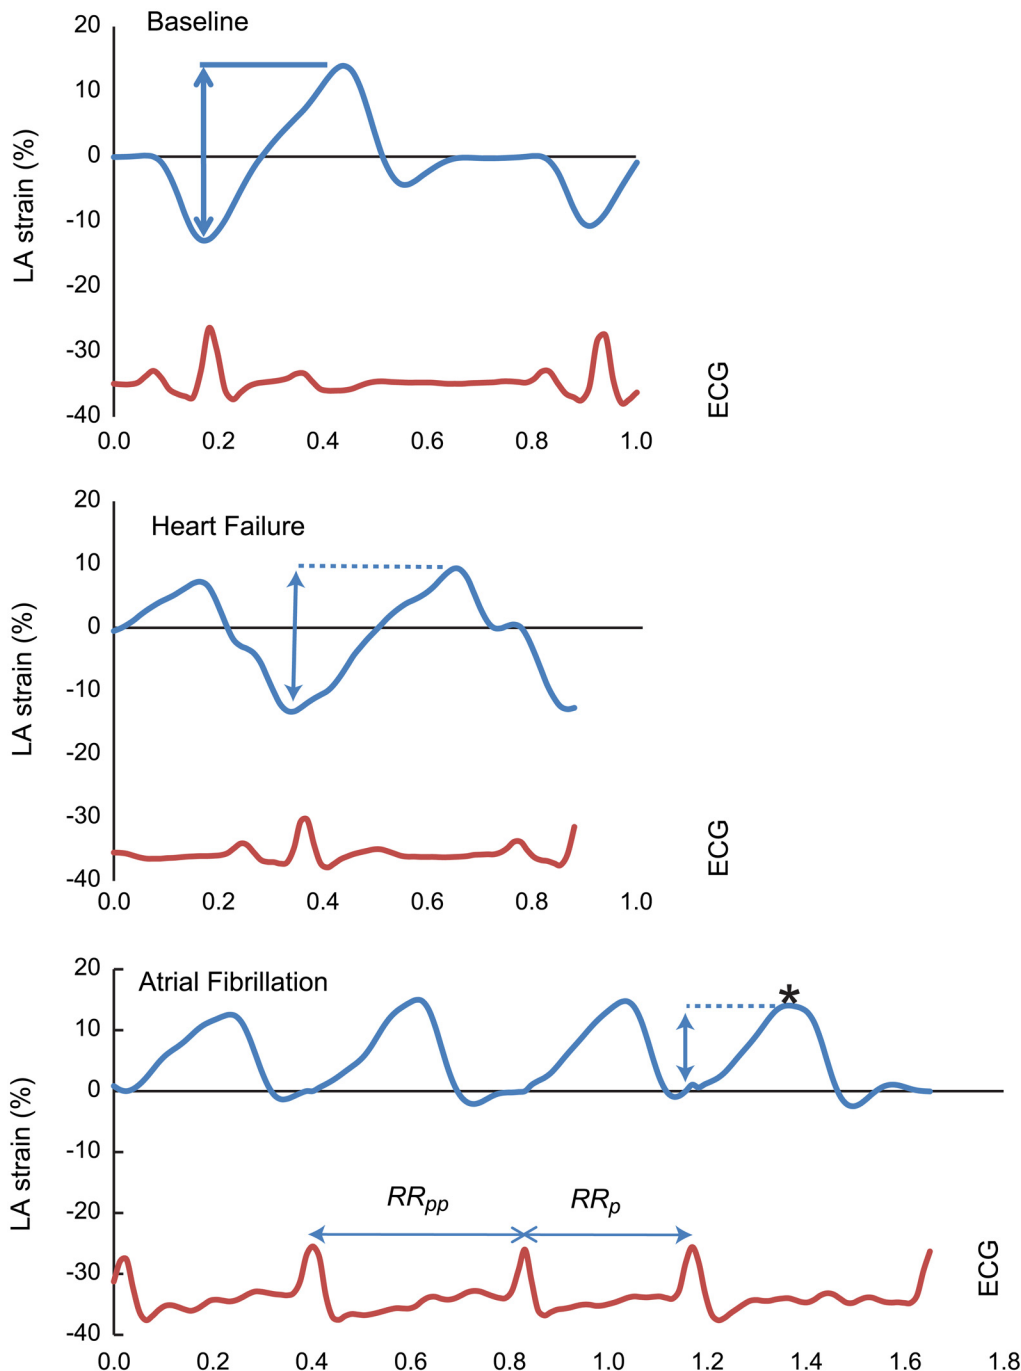 Baseline
LA strain (%)
20
10
0
-10
-20
-30
-40
ECG
0.0 0.2 0.4 0.6 0.8 1.0
Heart Failure
LA strain (%)
20
10
0
-10
-20
-30
-40
ECG
0.0 0.2 0.4 0.6 0.8 1.0
Atrial Fibrillation
*
LA strain (%)
20
10
0
-10
-20
-30
-40
RRpp RRp
ECG
0.0 0.2 0.4 0.6 0.8 1.0 1.2 1.4 1.6 1.8